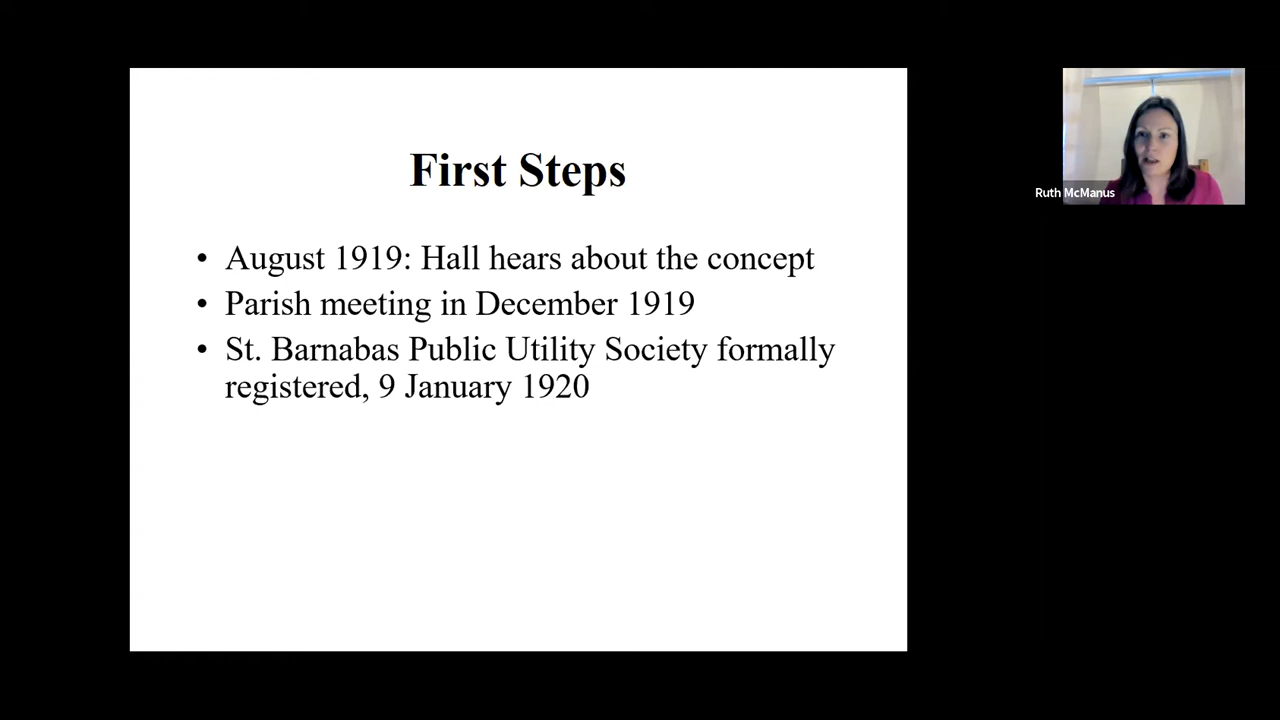 First Steps
• August 1919: Hall hears about the concept
• Parish meeting in December 1919
• St. Barnabas Public Utility Society formally
registered, 9 January 1920
Ruth McManus